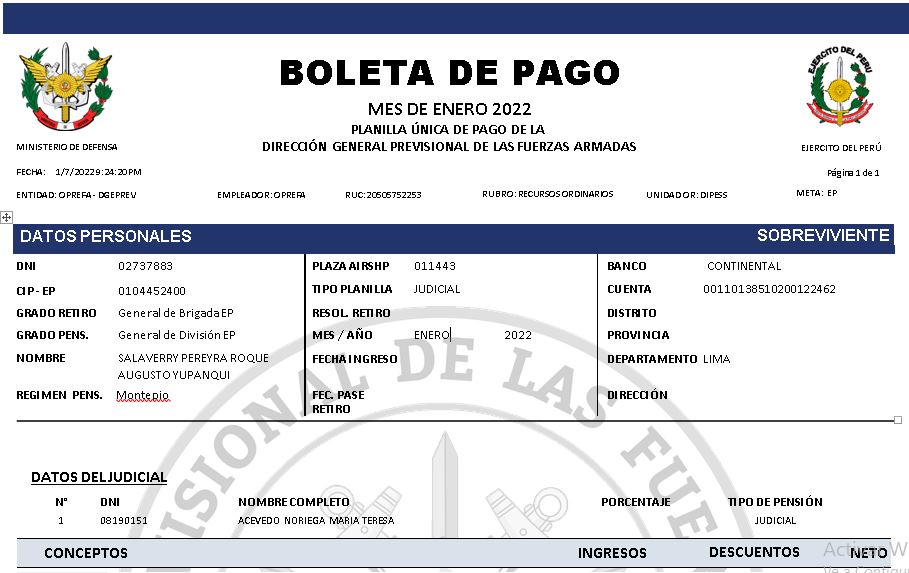 BOLETA DE PAGO
EJERCITO DEL PERU
MES DE ENERO 2022
PLANILLA ÚNICA DE PAGO DE LA
DIRECCIÓN GENERAL PREVISIONAL DE LAS FUERZAS ARMADAS
MINISTERIO DE DEFENSA
EJERCITO DEL PERÚ
FECHA: 1/7/2022 9:24:20PM
Página 1 de 1
ENTIDAD: OPREFA - DGEPREV EMPLEADOR: OPREFA RUC:20505752253 RUBRO: RECURSOS ORDINARIOS UNIDAD OR: DIPESS META: EP
DATOS PERSONALES SOBREVIVIENTE
DNI 02737883 PLAZA AIRSHP 011443 BANCO CONTINENTAL
CIP - EP 0104452400 TIPO PLANILLA JUDICIAL CUENTA 00110138510200122462
GRADO RETIRO General de Brigada EP RESOL. RETIRO DISTRITO
GRADO PENS. General de División EP MES / AÑO ENERO 2022 PROVINCIA
NOMBRE SALAVERRY PEREYRA ROQUE FECHA INGRESO DEPARTAMENTO LIMA
AUGUSTO YUPANQUI
REGIMEN PENS. Montepio FEC. PASE DIRECCIÓN
RETIRO
VISIONAL DE LAS FUE
DATOS DEL JUDICIAL
N° DNI NOMBRE COMPLETO PORCENTAJE TIPO DE PENSIÓN
1 08190151 ACEVEDO NORIEGA MARIA TERESA JUDICIAL
CONCEPTOS INGRESOS DESCUENTOS NETO